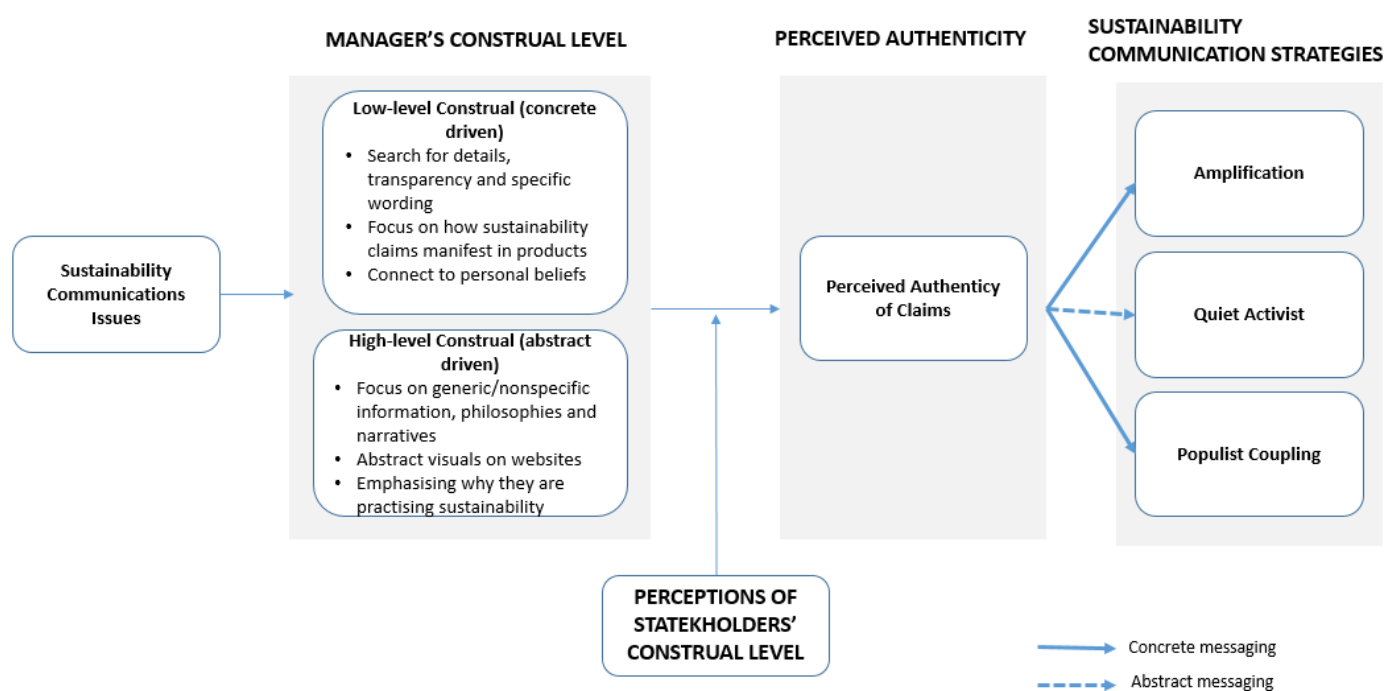 MANAGER'S CONSTRUAL LEVEL
PERCEIVED AUTHENTICITY
SUSTAINABILITY
COMMUNICATION STRATEGIES
Sustainability
Communications
Issues
Low-level Construal (concrete
driven)
• Search for details,
transparency and specific
wording
• Focus on how sustainability
claims manifest in products
• Connect to personal beliefs
High-level Construal (abstract
driven)
• Focus on generic/nonspecific
information, philosophies and
narratives
• Abstract visuals on websites
• Emphasising why they are
practising sustainability
PERCEPTIONS OF
STATEKHOLDERS'
CONSTRUAL LEVEL
Perceived Authenticy
of Claims
Amplification
Quiet Activist
Populist Coupling
Concrete messaging
Abstract messaging